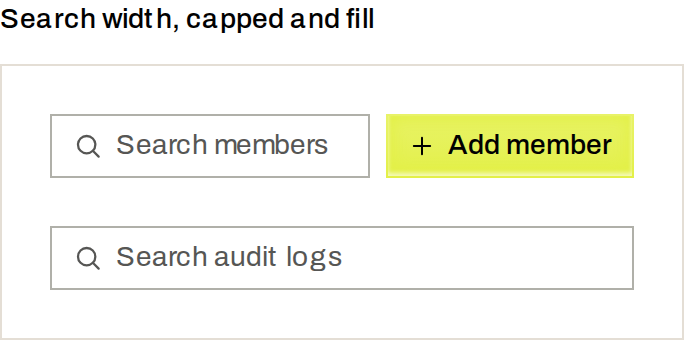 Search width, capped and fill
Search members
Add member
Search audit logs